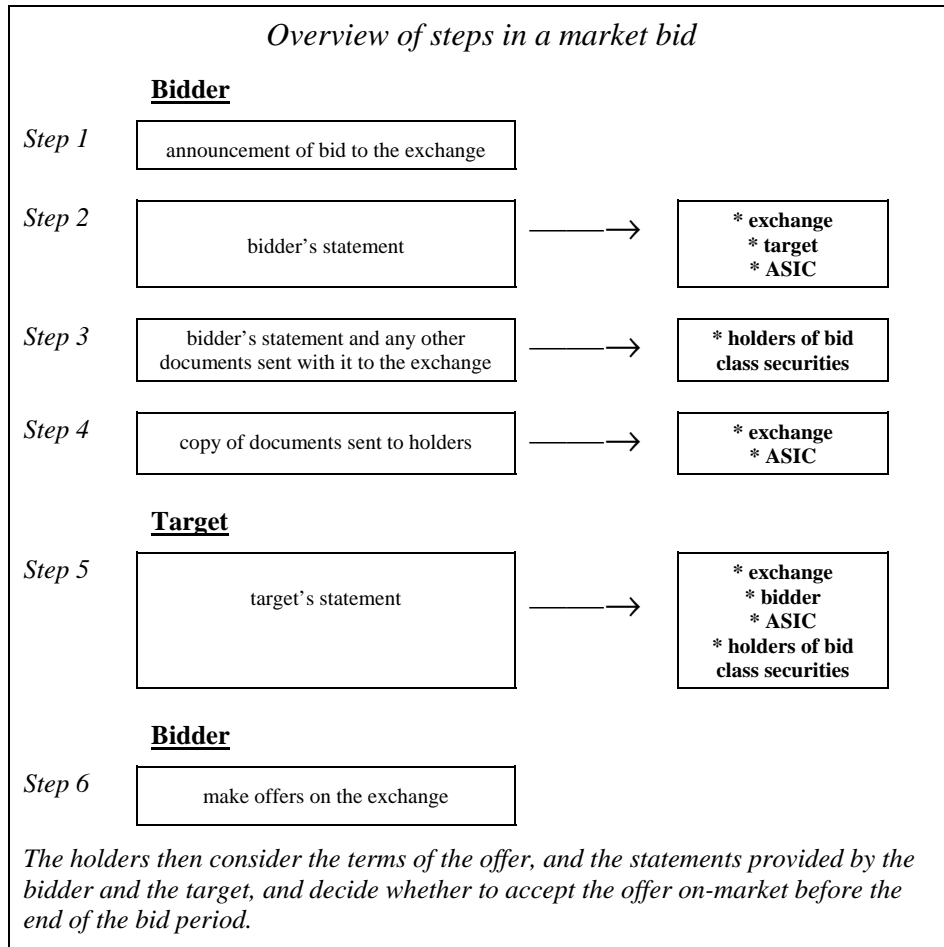 Overview of steps in a market bid
Bidder
Step 1
announcement of bid to the exchange
Step 2
bidder’s statement
* exchange
* target
* ASIC
Step 3
bidder’s statement and any other
documents sent with it to the exchange
* holders of bid
class securities
Step 4
copy of documents sent to holders
* exchange
* ASIC
Target
Step 5
target’s statement
* exchange
* bidder
* ASIC
* holders of bid
class securities
Bidder
Step 6
make offers on the exchange
The holders then consider the terms of the offer, and the statements provided by the
bidder and the target, and decide whether to accept the offer on-market before the
end of the bid period.